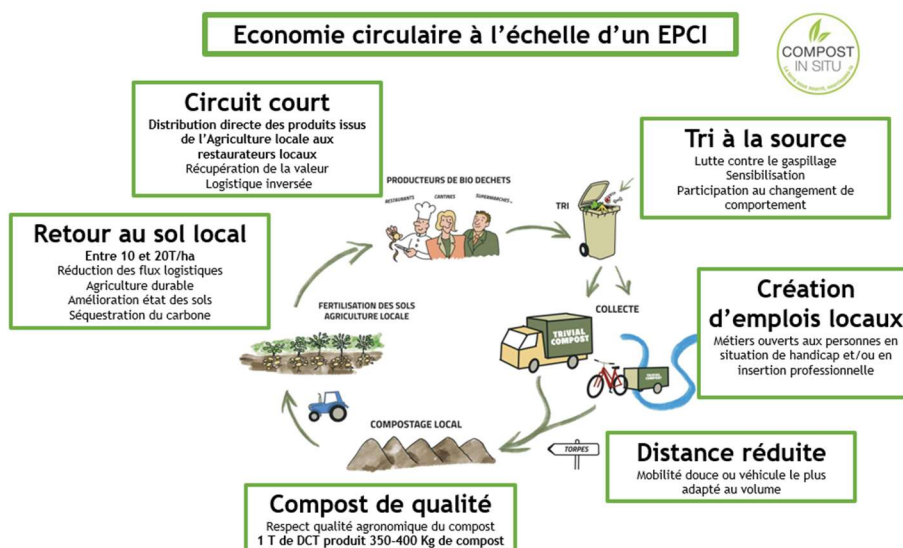 Economie circulaire à l'échelle d'un EPCI
COMPOST
IN SITU
Circuit court
Distribution directe des produits issus
de l'Agriculture locale aux
restaurateurs locaux
Récupération de la valeur
Logistique inversée
Tri à la source
Lutte contre le gaspillage
Sensibilisation
Participation au changement de
comportement
PRODUCTEURS DE BIO DECHETS
RESTAURANTS
CANTINES
SUPERMARCHES
TRI
Retour au sol local
Entre 10 et 20T/ha
Réduction des flux logistiques
Agriculture durable
Amélioration état des sols
Séquestration du carbone
FERTILISATION DES SOLS
AGRICULTURE LOCALE
COLLECTE
TRIVIAL
COMPOST
TRIVIAL
COMPOST
Création
d'emplois locaux
Métiers ouverts aux personnes en
situation de handicap et/ou en
insertion professionnelle
COMPOSTAGE LOCAL
TORPES
Distance réduite
Mobilité douce ou véhicule le plus
adapté au volume
Compost de qualité
Respect qualité agronomique du compost
1 T de DCT produit 350-400 Kg de compost